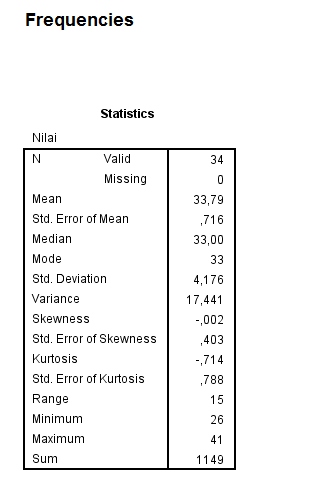 Frequencies
Statistics
Nilai
N Valid 34
Missing 0
Mean 33,79
Std. Error of Mean ,716
Median 33,00
Mode 33
Std. Deviation 4,176
Variance 17,441
Skewness -,002
Std. Error of Skewness ,403
Kurtosis -,714
Std. Error of Kurtosis ,788
Range 15
Minimum 26
Maximum 41
Sum 1149